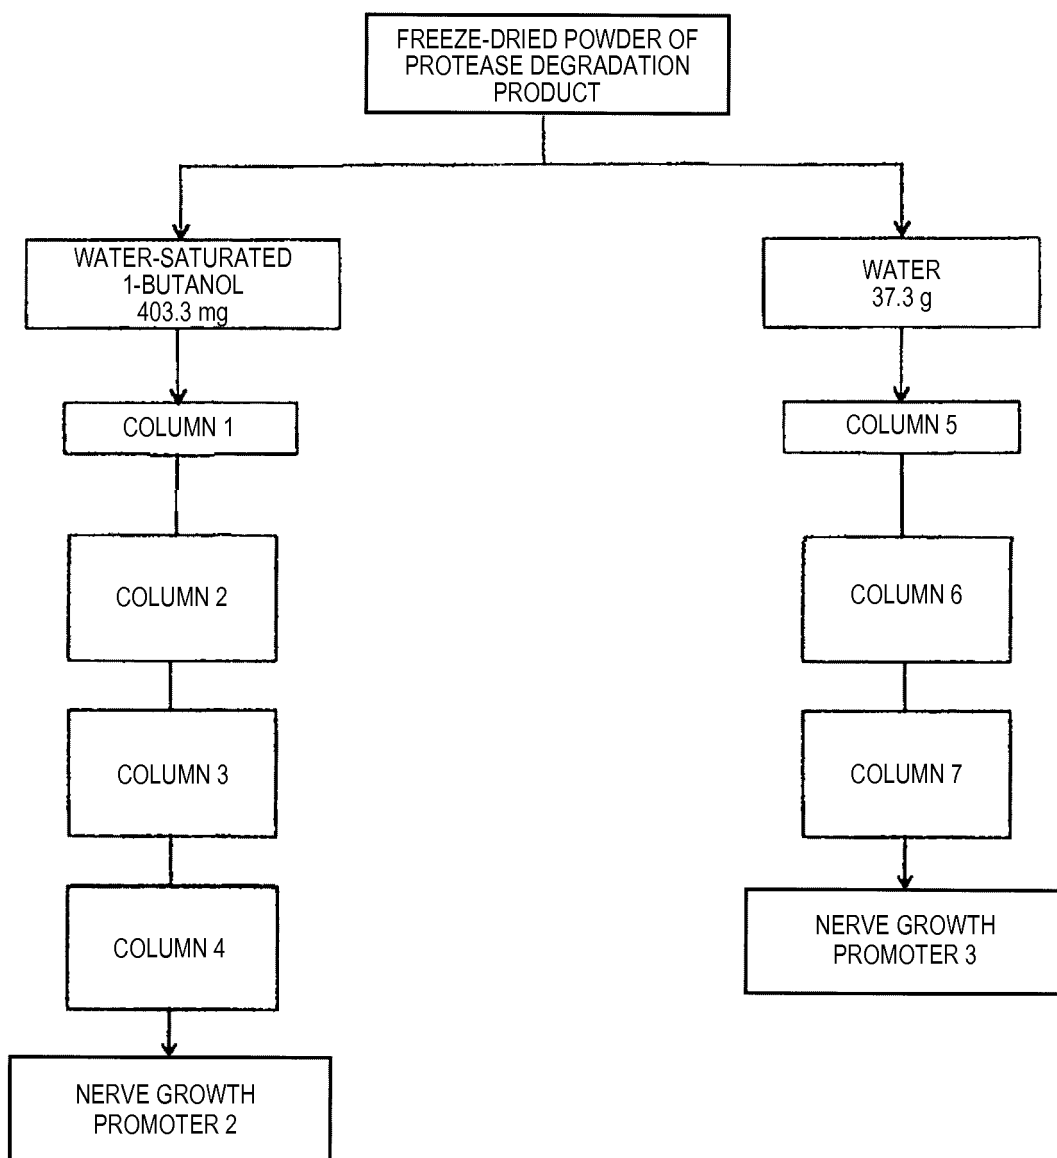 FREEZE-DRIED POWDER OF
PROTEASE DEGRADATION
PRODUCT
WATER-SATURATED
1-BUTANOL
403.3 mg
WATER
37.3 g
COLUMN 1
COLUMN 5
COLUMN 2
COLUMN 6
COLUMN 3
COLUMN 7
COLUMN 4
NERVE GROWTH
PROMOTER 3
NERVE GROWTH
PROMOTER 2